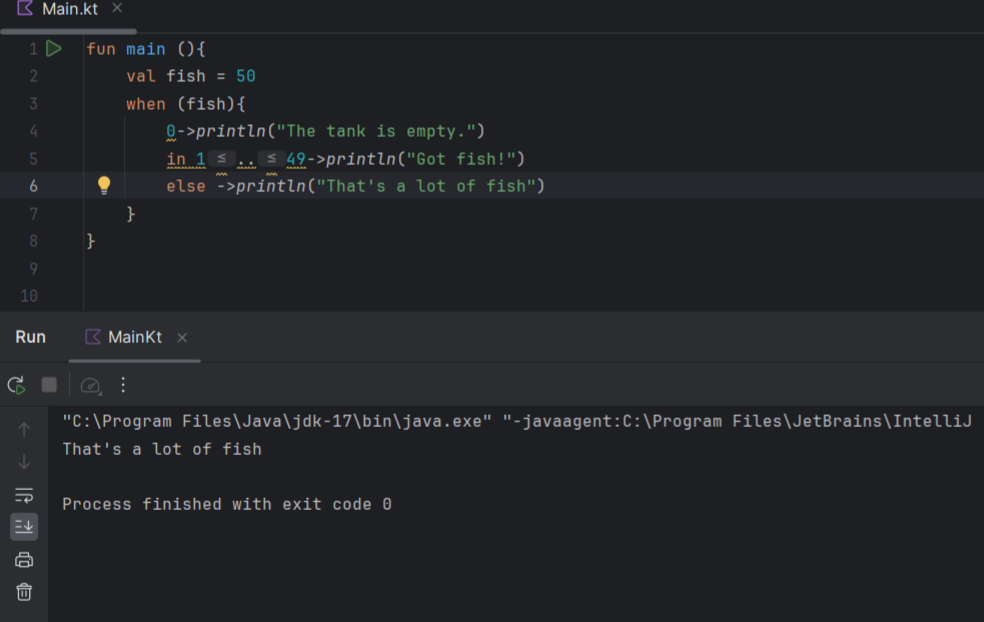 Main.kt
1 fun main (){
2 val fish = 50
3 when (fish){
4 0->println("The tank is empty.")
5 in 1 ≤ .. ≤ 49->println("Got fish!")
6 else ->println("That's a lot of fish")
7 }
8 }
9
10
Run MainKt
"C:\Program Files\Java\jdk-17\bin\java.exe" "-javaagent:C:\Program Files\JetBrains\IntelliJ
That's a lot of fish
Process finished with exit code 0